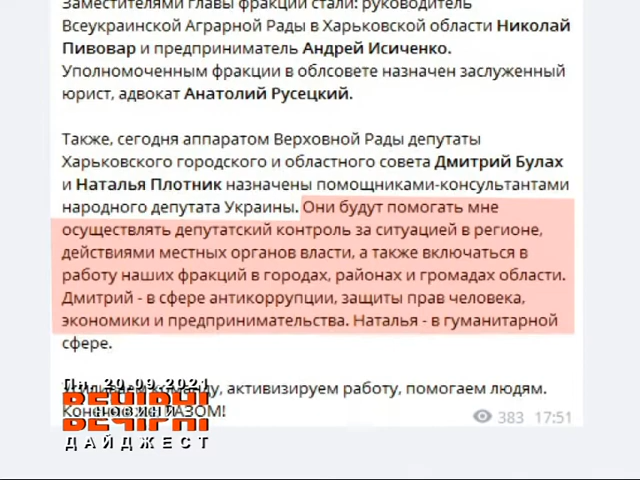 Заместителями главы фракции стали: руководитель
Всеукраинской Аграрной Рады в Харьковской области Николай
Пивовар и предприниматель Андрей Исиченко.
Уполномоченным фракции в облсовете назначен заслуженный
юрист, адвокат Анатолий Русецкий.
Также, сегодня аппаратом Верховной Рады депутаты
Харьковского городского и областного совета Дмитрий Булах
и Наталья Плотник назначены помощниками-консультантами
народного депутата Украины. Они будут помогать мне
осуществлять депутатский контроль за ситуацией в регионе,
действиями местных органов власти, а также включаться в
работу наших фракций в городах, районах и громадах области.
Дмитрий - в сфере антикоррупции, защиты прав человека,
экономики и предпринимательства. Наталья - в гуманитарной
сфере.
команду, активизируем работу, помогаем людям.
РАЗОМ!
383 17:51
Пн, 20.09.2021
ВЕЧІРНІ
ДАЙДЖЕСТ